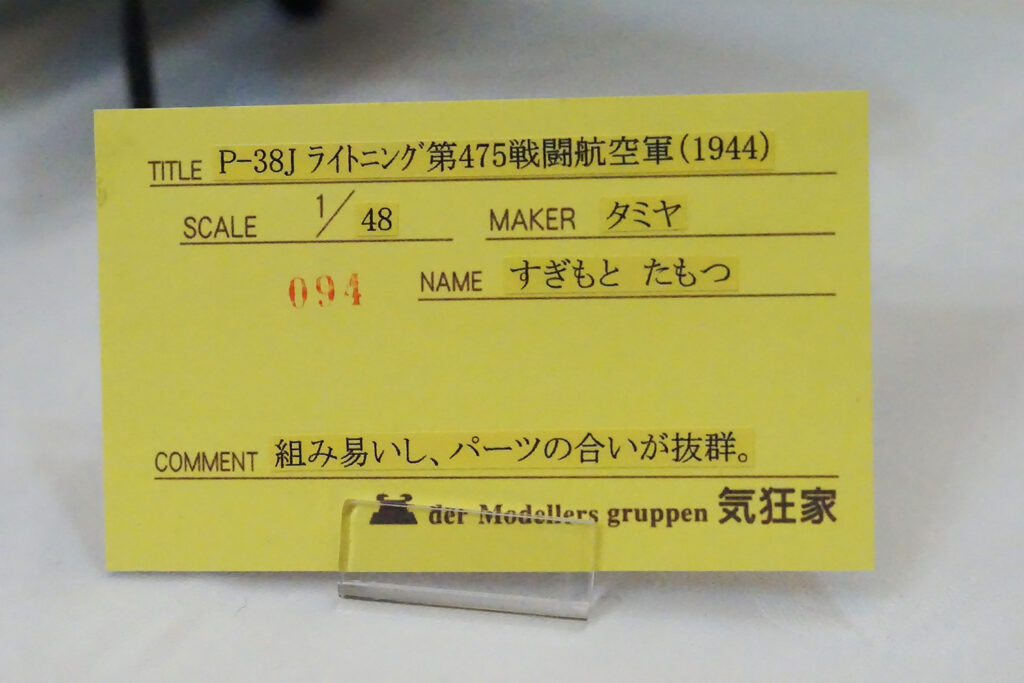 TITLE P-38J ライトニング第475戦闘航空軍(1944)
SCALE 1/48 MAKER タミヤ
094 NAME すぎもと たもつ
COMMENT 組み易いし、パーツの合いが抜群。
der Modellers gruppen 気狂家